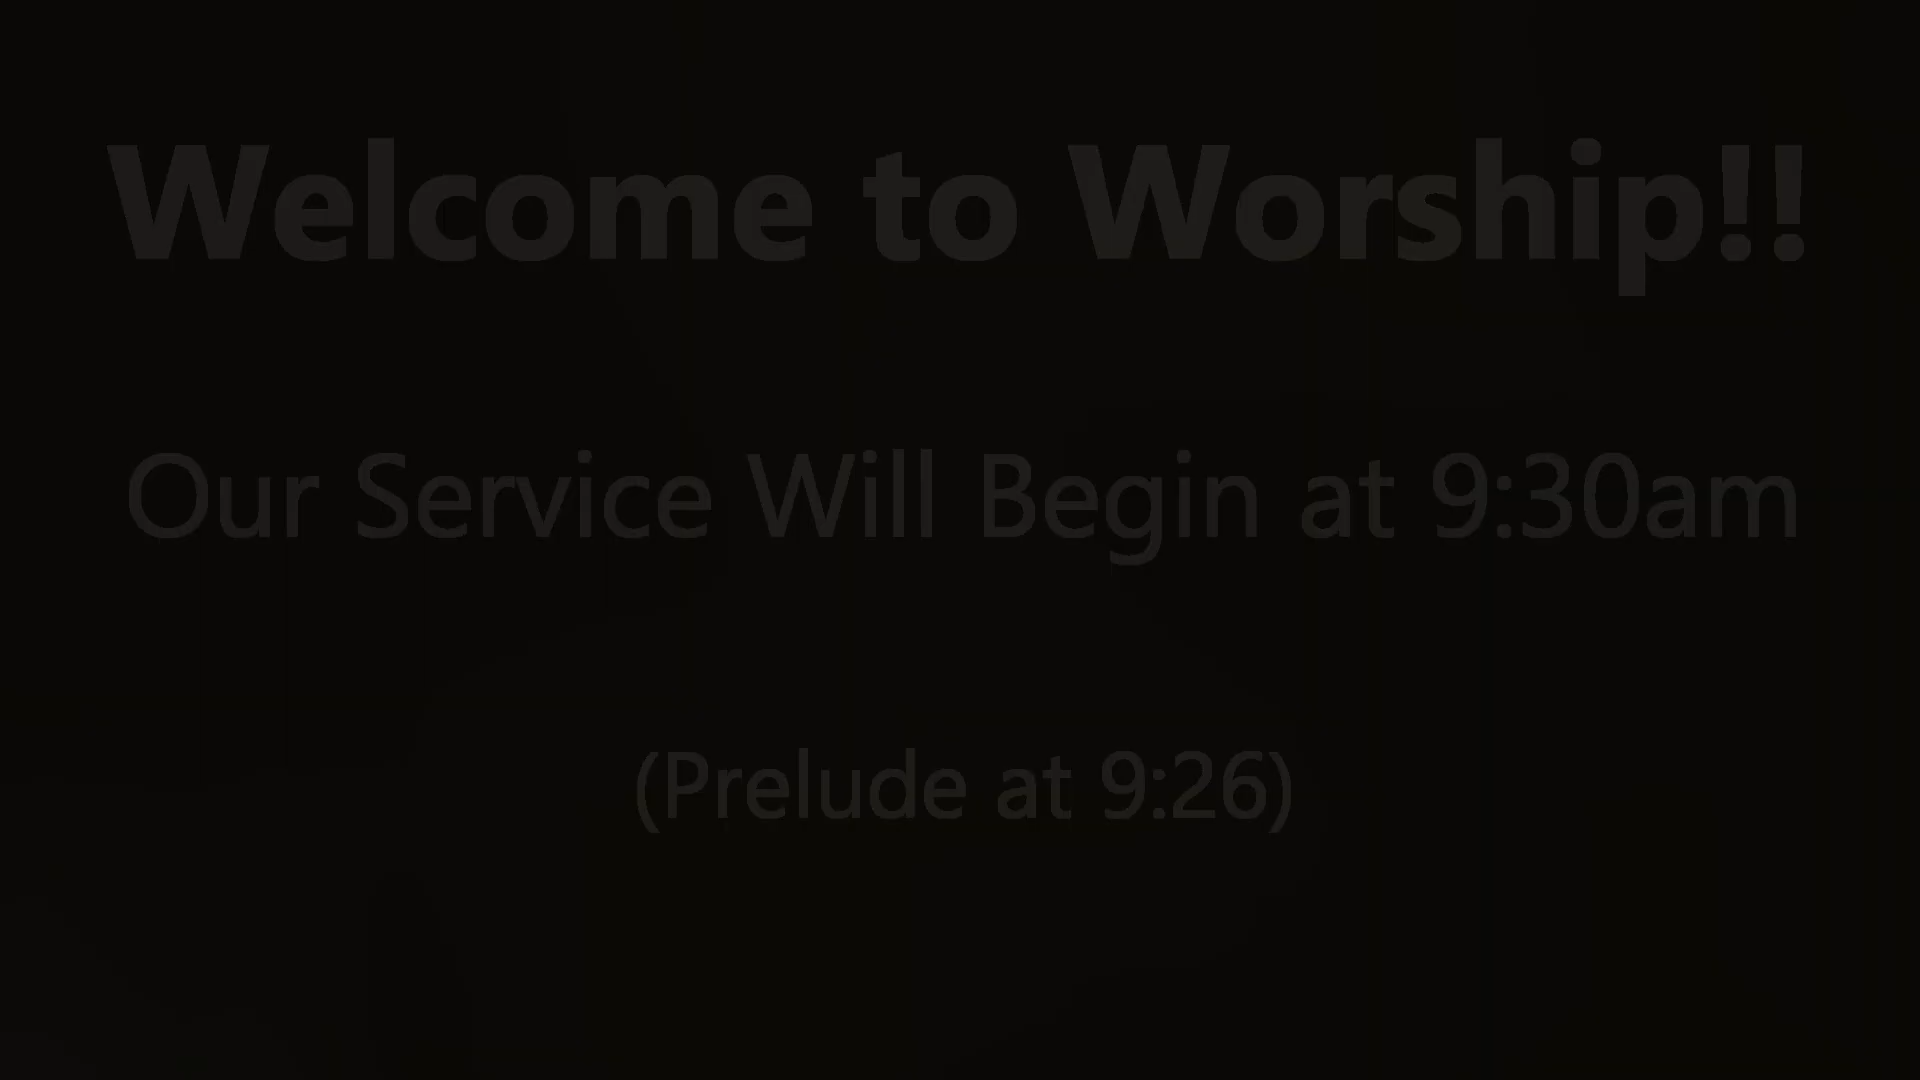 Welcome to Worship!!
Our Service Will Begin at 9:30am
(Prelude at 9:26)